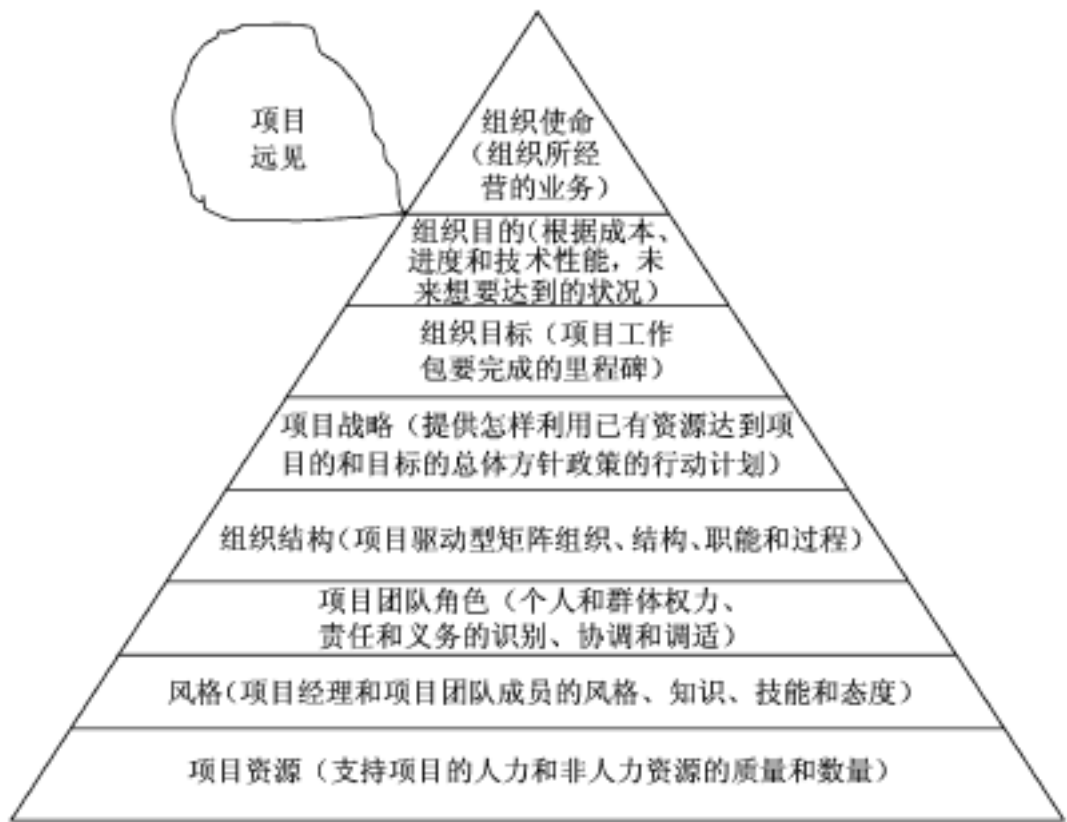 项目
远见
组织使命
（组织所经
营的业务）
组织目的(根据成本、
进度和技术性能，未
来想要达到的状况）
组织目标（项目工作
包要完成的里程碑）
项目战略（提供怎样利用已有资源达到项
目的和目标的总体方针政策的行动计划）
组织结构(项目驱动型矩阵组织、结构、职能和过程）
项目团队角色（个人和群体权力、
责任和义务的识别、协调和调适）
风格(项目经理和项目团队成员的风格、知识、技能和态度）
项目资源（支持项目的人力和非人力资源的质量和数量）